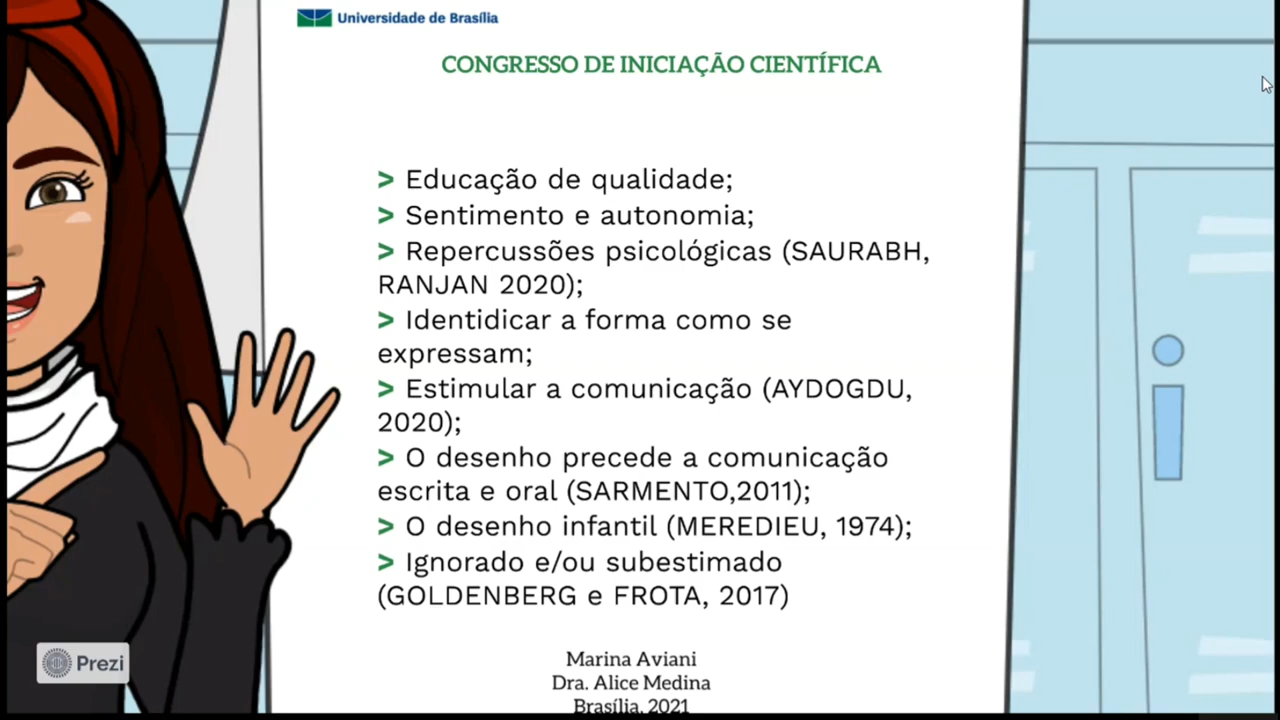 Universidade de Brasília
CONGRESSO DE INICIAÇÃO CIENTÍFICA
> Educação de qualidade;
> Sentimento e autonomia;
> Repercussões psicológicas (SAURABH,
RANJAN 2020);
> Identidicar a forma como se
expressam;
> Estimular a comunicação (AYDOGDU,
2020);
> O desenho precede a comunicação
escrita e oral (SARMENTO,2011);
> O desenho infantil (MEREDIEU, 1974);
> Ignorado e/ou subestimado
(GOLDENBERG e FROTA, 2017)
Marina Aviani
Dra. Alice Medina
Brasília, 2021
Prezi